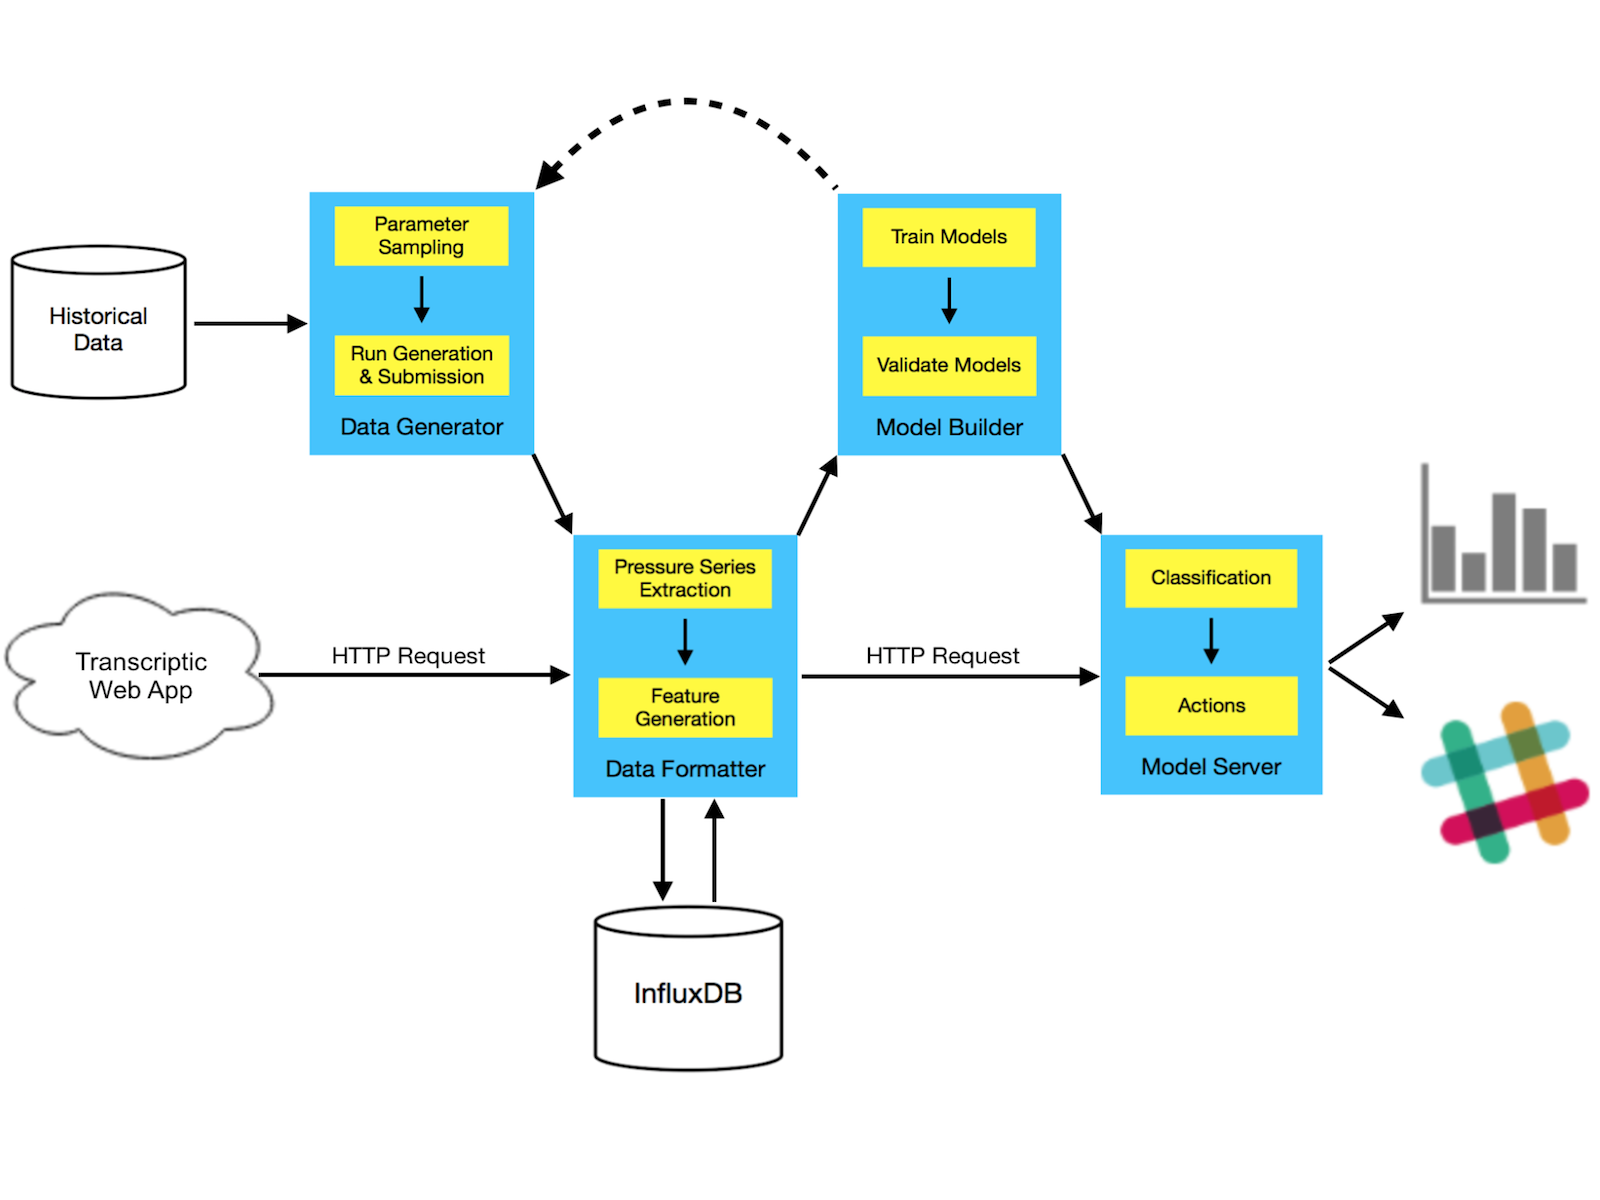 Parameter
Sampling
Run Generation
& Submission
Data Generator
Train Models
Validate Models
Model Builder
Historical
Data
Pressure Series
Extraction
Feature
Generation
Data Formatter
Classification
Actions
Model Server
Transcriptic
Web App
HTTP Request
HTTP Request
InfluxDB